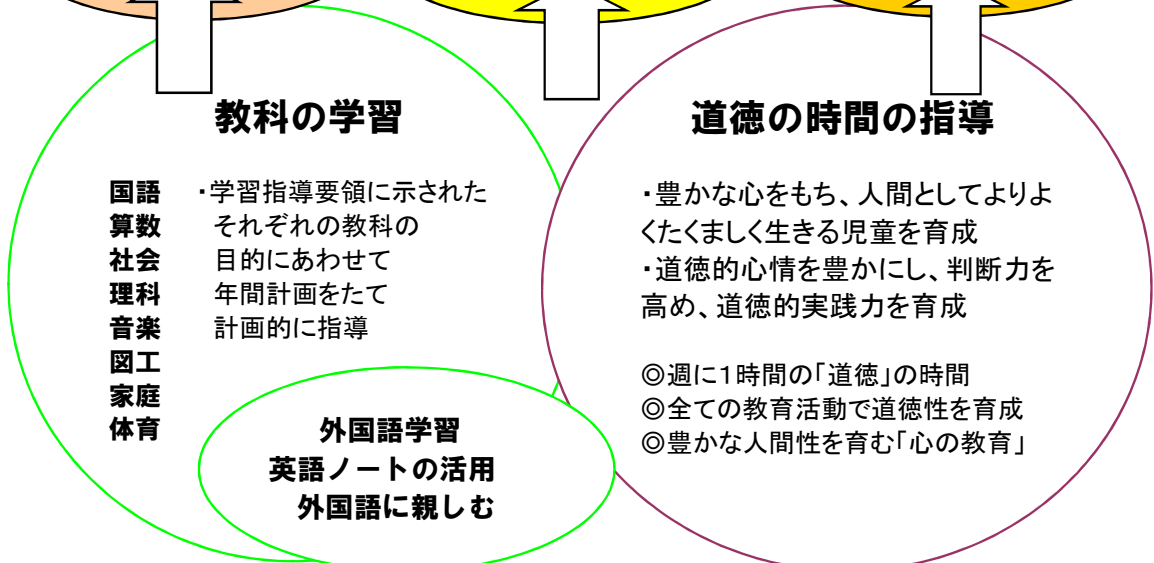 教科の学習
国語 ・学習指導要領に示された
算数 それぞれの教科の
社会 目的にあわせて
理科 年間計画をたて
音楽 計画的に指導
図工
家庭
体育
外国語学習
英語ノートの活用
外国語に親しむ
道徳の時間の指導
・豊かな心をもち、人間としてよりよ
くたくましく生きる児童を育成
・道徳的心情を豊かにし、判断力を
高め、道徳的実践力を育成
◎週に1時間の「道徳」の時間
◎全ての教育活動で道徳性を育成
◎豊かな人間性を育む「心の教育」